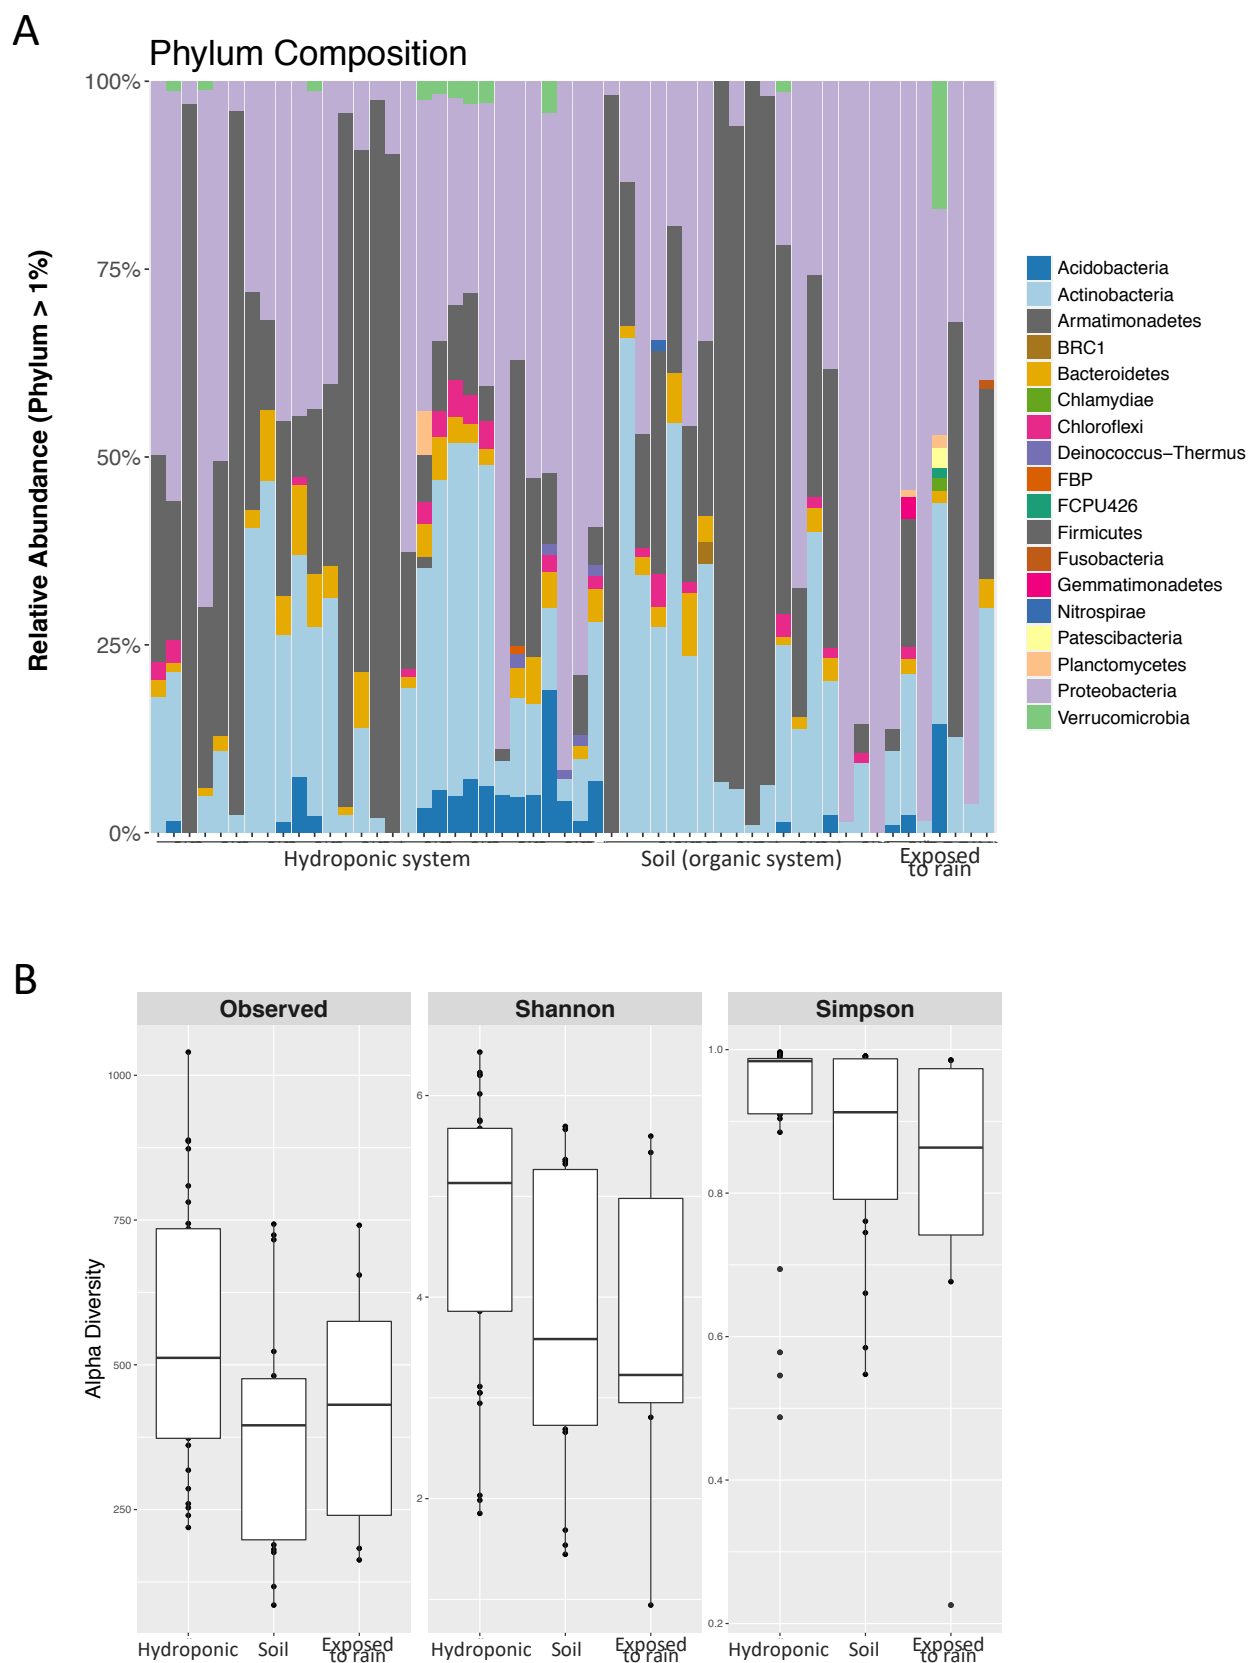 A
Phylum Composition
100%
75%
50%
25%
0%
Relative Abundance (Phylum > 1%)
Hydroponic system
Soil (organic system)
Exposed
to rain
Acidobacteria
Actinobacteria
Armatimonadetes
BRC1
Bacteroidetes
Chlamydiae
Chloroflexi
Deinococcus−Thermus
FBP
FCPU426
Firmicutes
Fusobacteria
Gemmatimonadetes
Nitrospirae
Patescibacteria
Planctomycetes
Proteobacteria
Verrucomicrobia
B
Observed
Shannon
Simpson
Alpha Diversity
1000
750
500
250
6
4
2
1.0
0.8
0.6
0.4
0.2
Hydroponic
Soil
Exposed
to rain
Hydroponic
Soil
Exposed
to rain
Hydroponic
Soil
Exposed
to rain